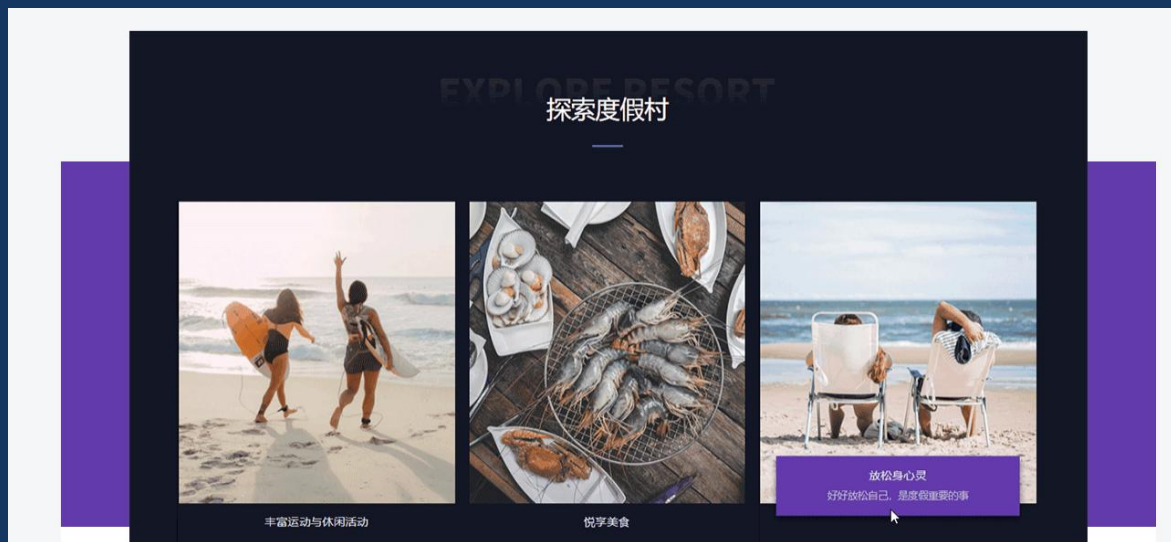 EXPLORE RESORT
探索度假村
丰富运动与休闲活动
悦享美食
放松身心灵
好好放松自己，是度假重要的事